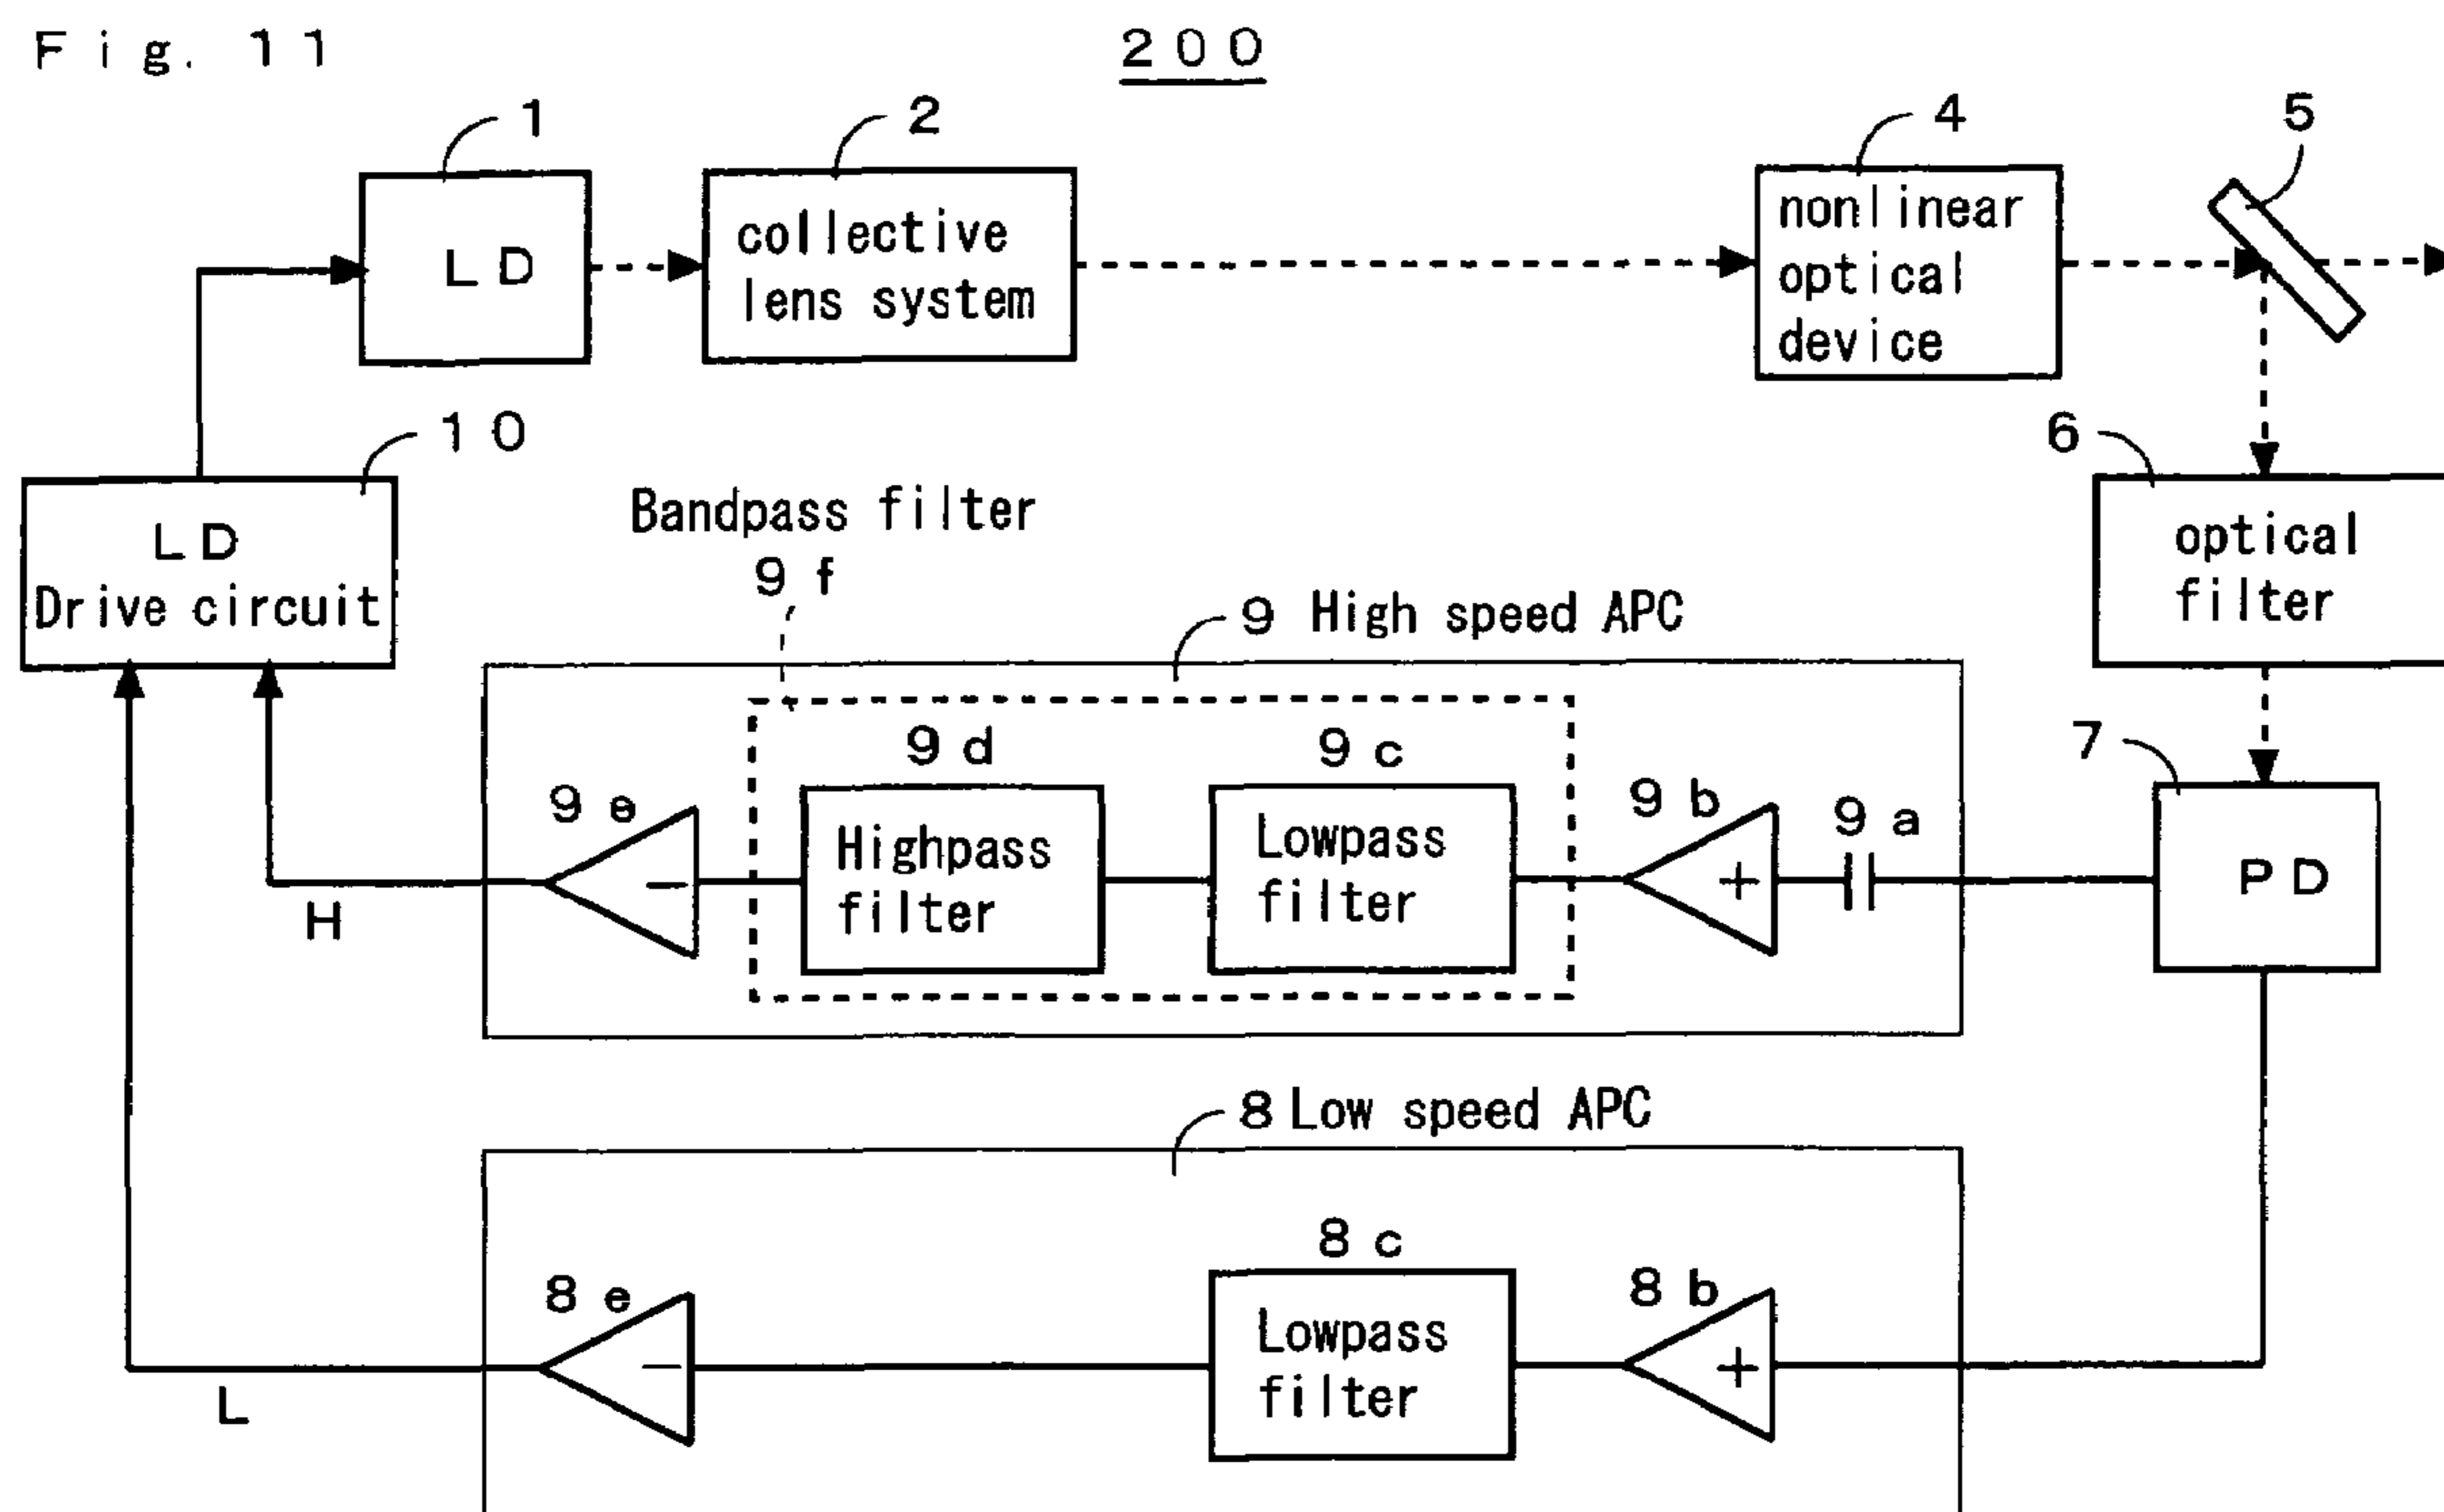 Fig. 11
200
1
2
4
5
LD
collective
lens system
nonlinear
optical
device
10
6
LD
Drive circuit
Bandpass filter
9f
optical
filter
9 High speed APC
7
9d
9c
9e
9b
9a
Highpass
filter
Lowpass
filter
−
+
PD
H
8 Low speed APC
8c
8e
8b
Lowpass
filter
−
+
L